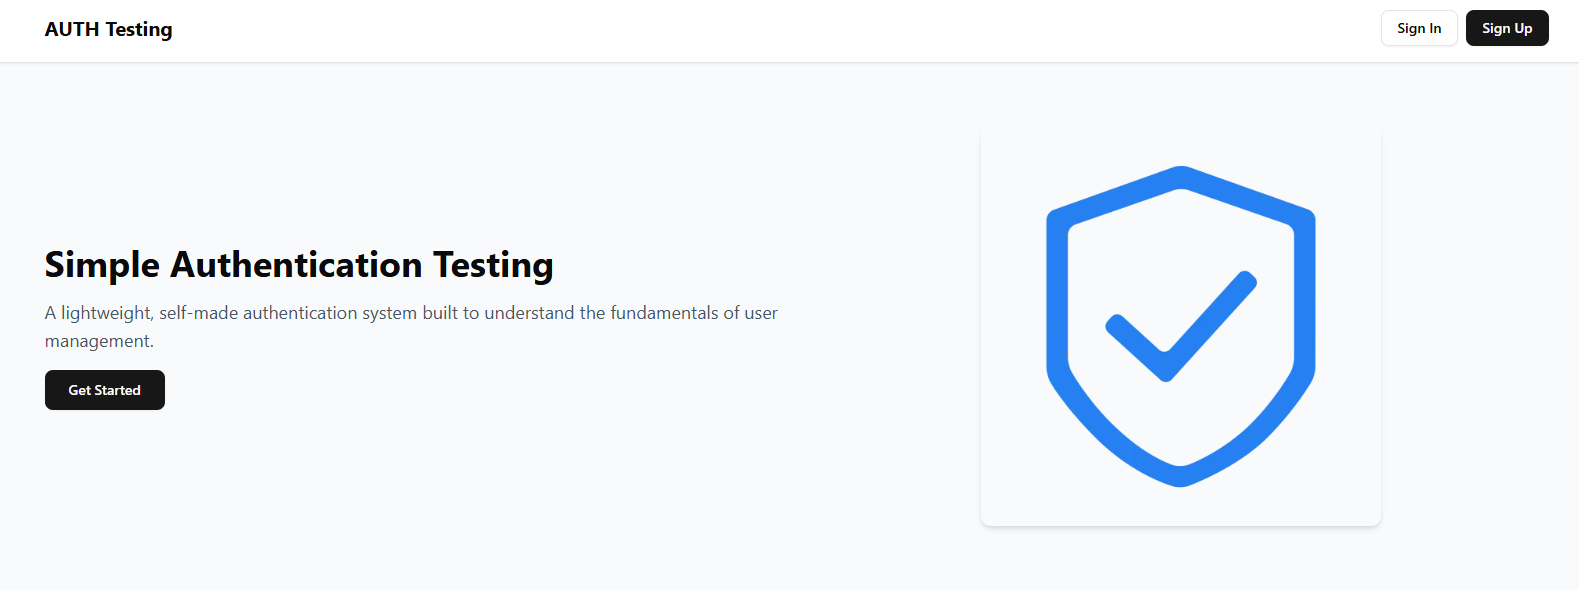 AUTH Testing
Sign In
Sign Up
Simple Authentication Testing
A lightweight, self-made authentication system built to understand the fundamentals of user
management.
Get Started